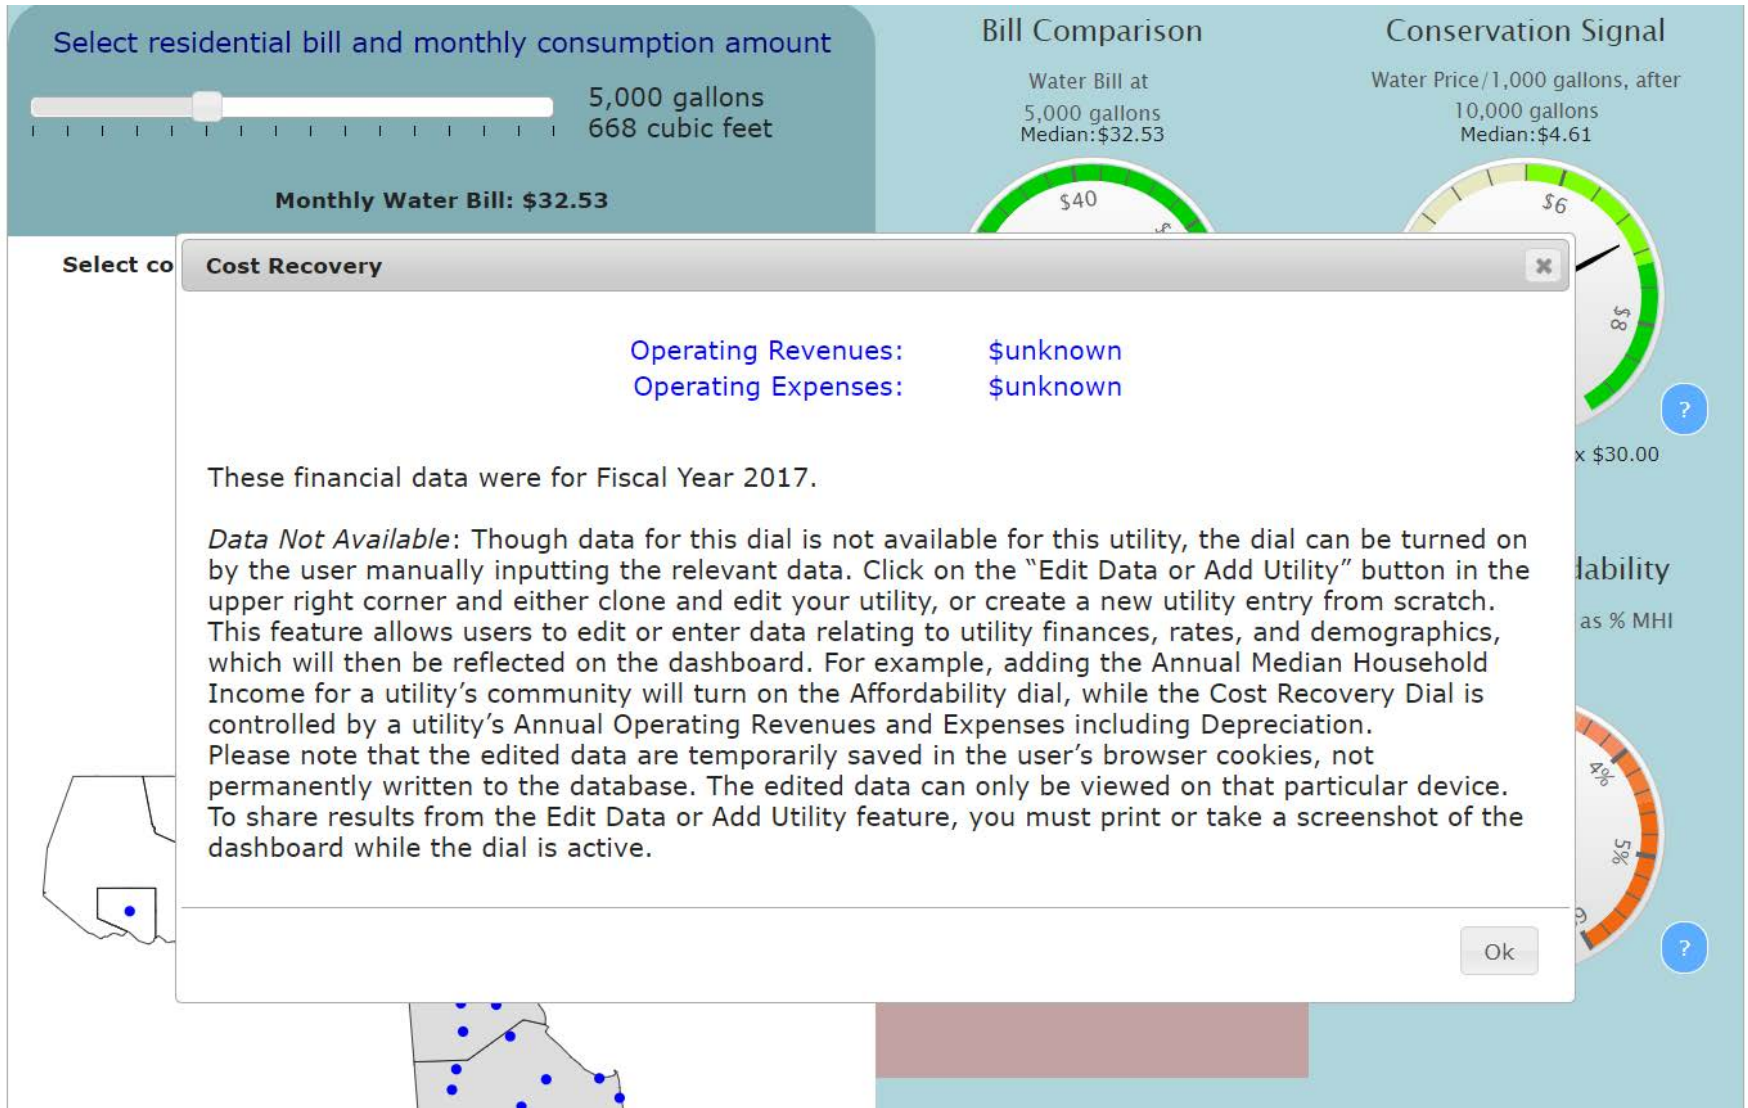 Select residential bill and monthly consumption amount
5,000 gallons
668 cubic feet
Monthly Water Bill: $32.53
Bill Comparison
Water Bill at
5,000 gallons
Median:$32.53
$40
Conservation Signal
Water Price/1,000 gallons, after
10,000 gallons
Median:$4.61
$6
$8
?
x $30.00
Select co
Cost Recovery
Operating Revenues: $unknown
Operating Expenses: $unknown
These financial data were for Fiscal Year 2017.
Data Not Available: Though data for this dial is not available for this utility, the dial can be turned on
by the user manually inputting the relevant data. Click on the “Edit Data or Add Utility” button in the
upper right corner and either clone and edit your utility, or create a new utility entry from scratch.
This feature allows users to edit or enter data relating to utility finances, rates, and demographics,
which will then be reflected on the dashboard. For example, adding the Annual Median Household
Income for a utility’s community will turn on the Affordability dial, while the Cost Recovery Dial is
controlled by a utility’s Annual Operating Revenues and Expenses including Depreciation.
Please note that the edited data are temporarily saved in the user’s browser cookies, not
permanently written to the database. The edited data can only be viewed on that particular device.
To share results from the Edit Data or Add Utility feature, you must print or take a screenshot of the
dashboard while the dial is active.
Ok
dability
as % MHI
4%
5%
?